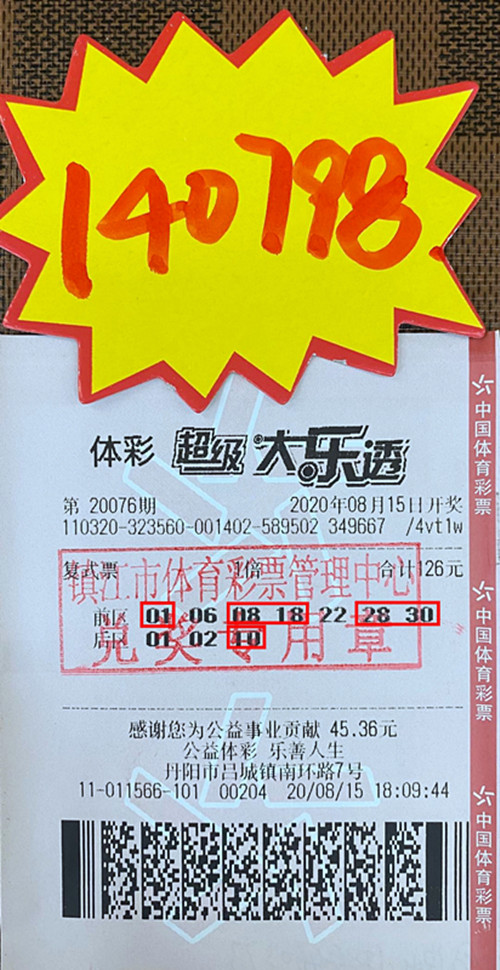 140798
体彩 超级大乐透
第 20076期 2020年08月15日开奖
110320-323560-001402-589502 349667 /4vt1w
复式票 1倍 合计126元
镇江市体育彩票管理中心
前区 01 06 08 18 22 28 30
后区 01 02 10
兑奖专用章
感谢您为公益事业贡献 45.36元
公益体彩 乐善人生
丹阳市吕城镇南环路7号
11-011566-101 00204 20/08/15 18:09:44
中国体育彩票
中国体育彩票
中国体育彩票